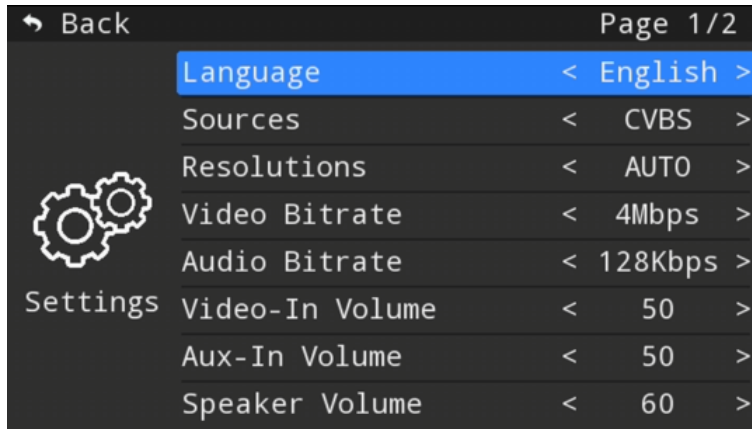 Back Page 1/2
Language < English >
Sources < CVBS >
Resolutions < AUTO >
Video Bitrate < 4Mbps >
Audio Bitrate < 128Kbps >
Settings
Video-In Volume < 50 >
Aux-In Volume < 50 >
Speaker Volume < 60 >